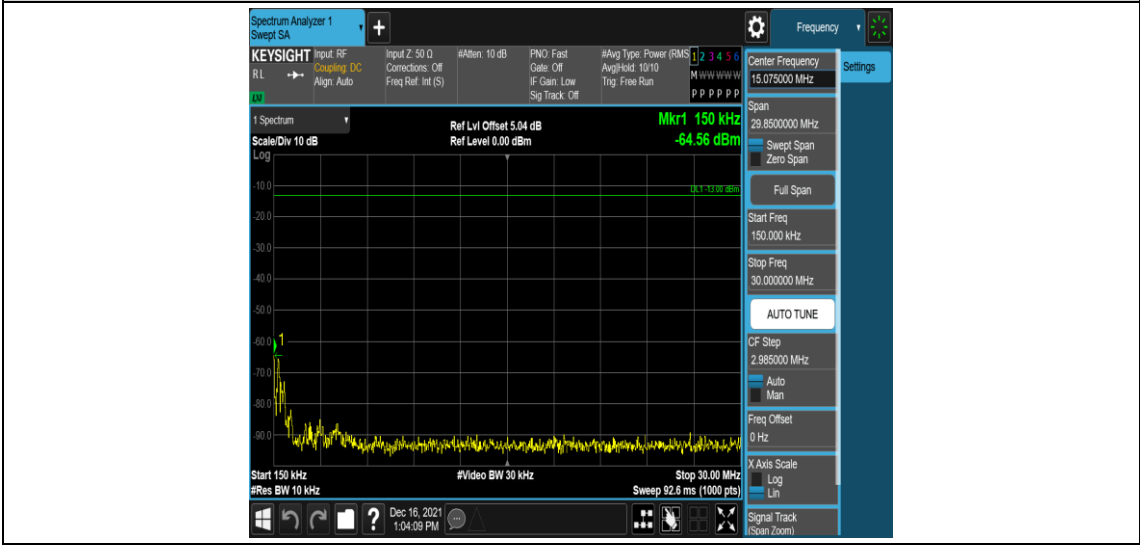 Spectrum Analyzer 1
Swept SA
+
Frequency
KEYSIGHT
RL
LM
Input: RF
Coupling: DC
Align: Auto
Input Z: 50 Ω
Corrections: Off
Freq Ref: Int (S)
#Atten: 10 dB
PNO: Fast
Gate: Off
IF Gain: Low
Sig Track: Off
#Avg Type: Power (RMS
Avg|Hold: 10/10
Trig: Free Run
1 2 3 4 5 6
M W W W W W
P P P P P P
1 Spectrum
Scale/Div 10 dB
Log
Ref Lvl Offset 5.04 dB
Ref Level 0.00 dBm
Mkr1 150 kHz
-64.56 dBm
DL1 -13.00 dBm
-10.0
-20.0
-30.0
-40.0
-50.0
-60.0
1
-70.0
-80.0
-90.0
Start 150 kHz
#Res BW 10 kHz
#Video BW 30 kHz
Stop 30.00 MHz
Sweep 92.6 ms (1000 pts)
Center Frequency
15.075000 MHz
Settings
Span
29.8500000 MHz
Swept Span
Zero Span
Full Span
Start Freq
150.000 kHz
Stop Freq
30.000000 MHz
AUTO TUNE
CF Step
2.985000 MHz
Auto
Man
Freq Offset
0 Hz
X Axis Scale
Log
Lin
Signal Track
(Span Zoom)
?
Dec 16, 2021
1:04:09 PM